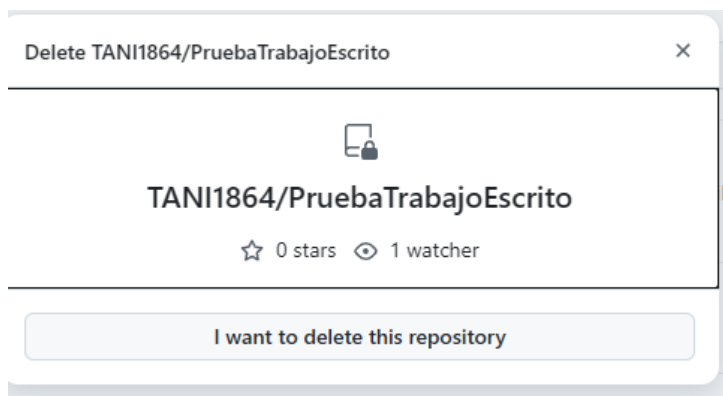 Delete TANI1864/PruebaTrabajoEscrito
TANI1864/PruebaTrabajoEscrito
0 stars 1 watcher
I want to delete this repository